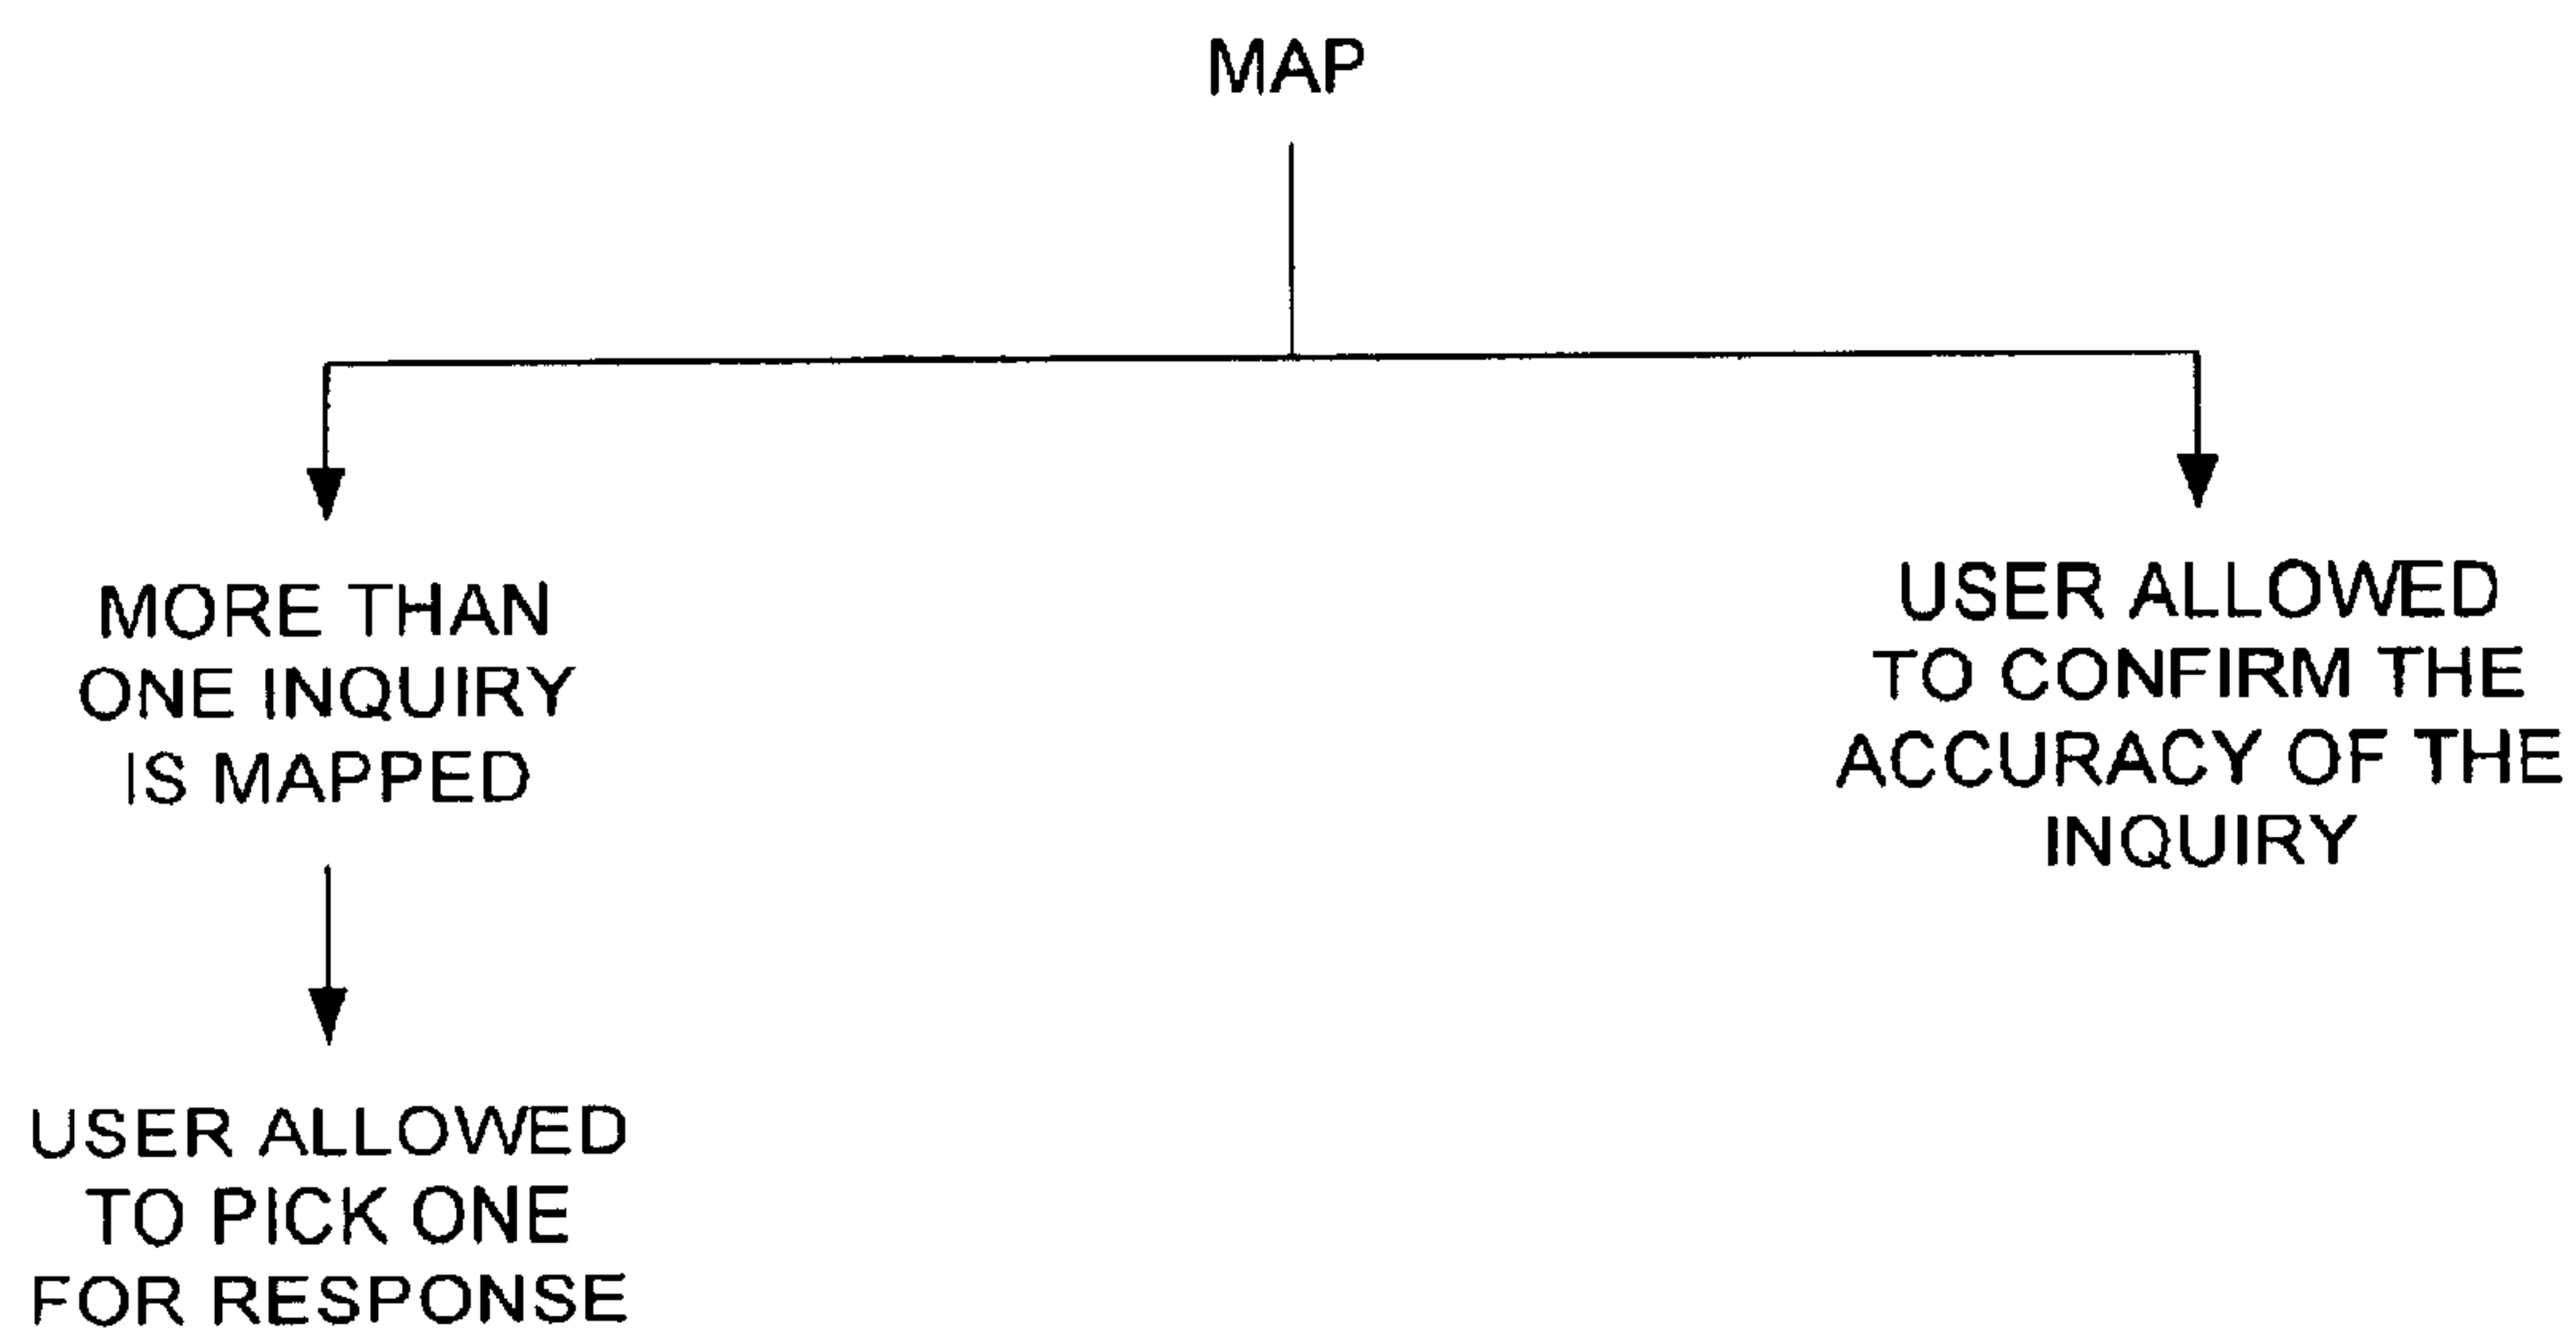 MAP
MORE THAN
ONE INQUIRY
IS MAPPED
USER ALLOWED
TO CONFIRM THE
ACCURACY OF THE
INQUIRY
USER ALLOWED
TO PICK ONE
FOR RESPONSE